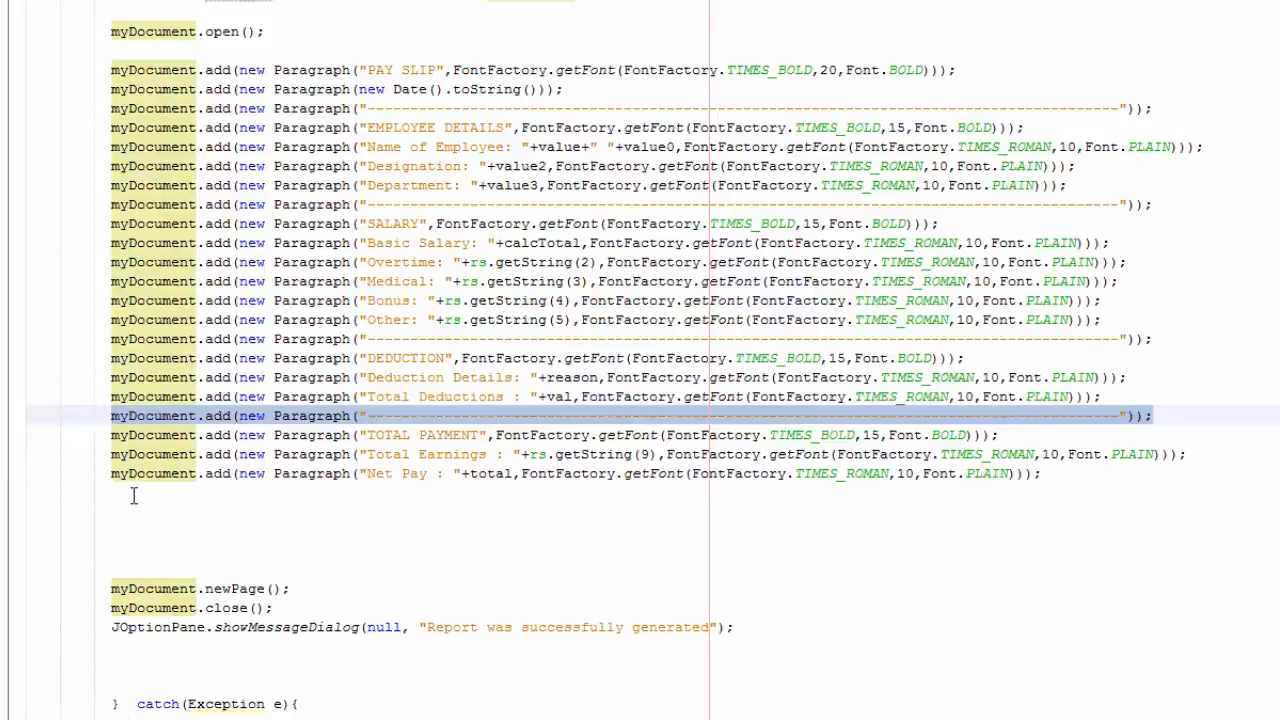 myDocument.open();
myDocument.add(new Paragraph("PAY SLIP",FontFactory.getFont(FontFactory.TIMES_BOLD,20,Font.BOLD)));
myDocument.add(new Paragraph(new Date().toString()));
myDocument.add(new Paragraph("----------------------------------------------------------------------------------------"));
myDocument.add(new Paragraph("EMPLOYEE DETAILS",FontFactory.getFont(FontFactory.TIMES_BOLD,15,Font.BOLD)));
myDocument.add(new Paragraph("Name of Employee: "+value+" "+value0,FontFactory.getFont(FontFactory.TIMES_ROMAN,10,Font.PLAIN)));
myDocument.add(new Paragraph("Designation: "+value2,FontFactory.getFont(FontFactory.TIMES_ROMAN,10,Font.PLAIN)));
myDocument.add(new Paragraph("Department: "+value3,FontFactory.getFont(FontFactory.TIMES_ROMAN,10,Font.PLAIN)));
myDocument.add(new Paragraph("----------------------------------------------------------------------------------------"));
myDocument.add(new Paragraph("SALARY",FontFactory.getFont(FontFactory.TIMES_BOLD,15,Font.BOLD)));
myDocument.add(new Paragraph("Basic Salary: "+calcTotal,FontFactory.getFont(FontFactory.TIMES_ROMAN,10,Font.PLAIN)));
myDocument.add(new Paragraph("Overtime: "+rs.getString(2),FontFactory.getFont(FontFactory.TIMES_ROMAN,10,Font.PLAIN)));
myDocument.add(new Paragraph("Medical: "+rs.getString(3),FontFactory.getFont(FontFactory.TIMES_ROMAN,10,Font.PLAIN)));
myDocument.add(new Paragraph("Bonus: "+rs.getString(4),FontFactory.getFont(FontFactory.TIMES_ROMAN,10,Font.PLAIN)));
myDocument.add(new Paragraph("Other: "+rs.getString(5),FontFactory.getFont(FontFactory.TIMES_ROMAN,10,Font.PLAIN)));
myDocument.add(new Paragraph("----------------------------------------------------------------------------------------"));
myDocument.add(new Paragraph("DEDUCTION",FontFactory.getFont(FontFactory.TIMES_BOLD,15,Font.BOLD)));
myDocument.add(new Paragraph("Deduction Details: "+reason,FontFactory.getFont(FontFactory.TIMES_ROMAN,10,Font.PLAIN)));
myDocument.add(new Paragraph("Total Deductions : "+val,FontFactory.getFont(FontFactory.TIMES_ROMAN,10,Font.PLAIN)));
myDocument.add(new Paragraph("----------------------------------------------------------------------------------------"));
myDocument.add(new Paragraph("TOTAL PAYMENT",FontFactory.getFont(FontFactory.TIMES_BOLD,15,Font.BOLD)));
myDocument.add(new Paragraph("Total Earnings : "+rs.getString(9),FontFactory.getFont(FontFactory.TIMES_ROMAN,10,Font.PLAIN)));
myDocument.add(new Paragraph("Net Pay : "+total,FontFactory.getFont(FontFactory.TIMES_ROMAN,10,Font.PLAIN)));
myDocument.newPage();
myDocument.close();
JOptionPane.showMessageDialog(null, "Report was successfully generated");
} catch(Exception e){